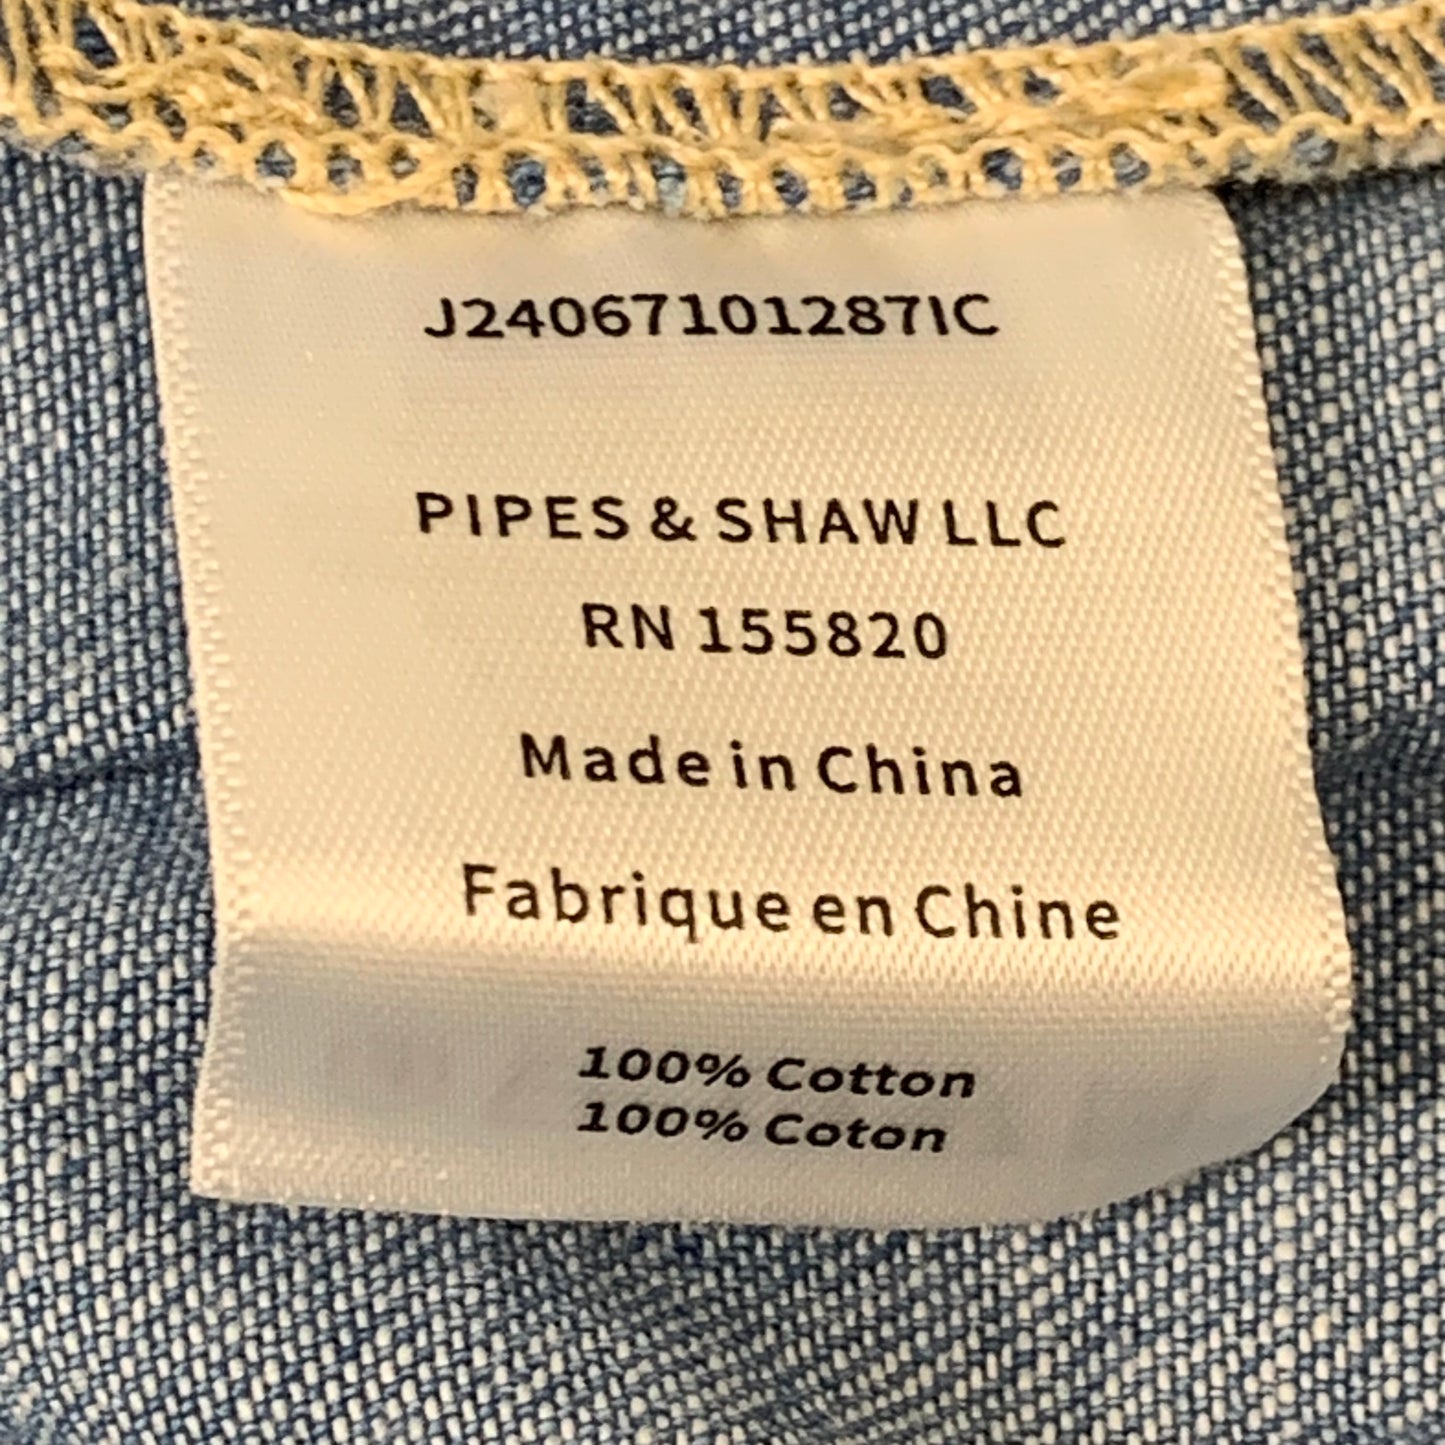 J24067101287IC
PIPES & SHAW LLC
RN 155820
Made in China
Fabrique en Chine
100% Cotton
100% Coton